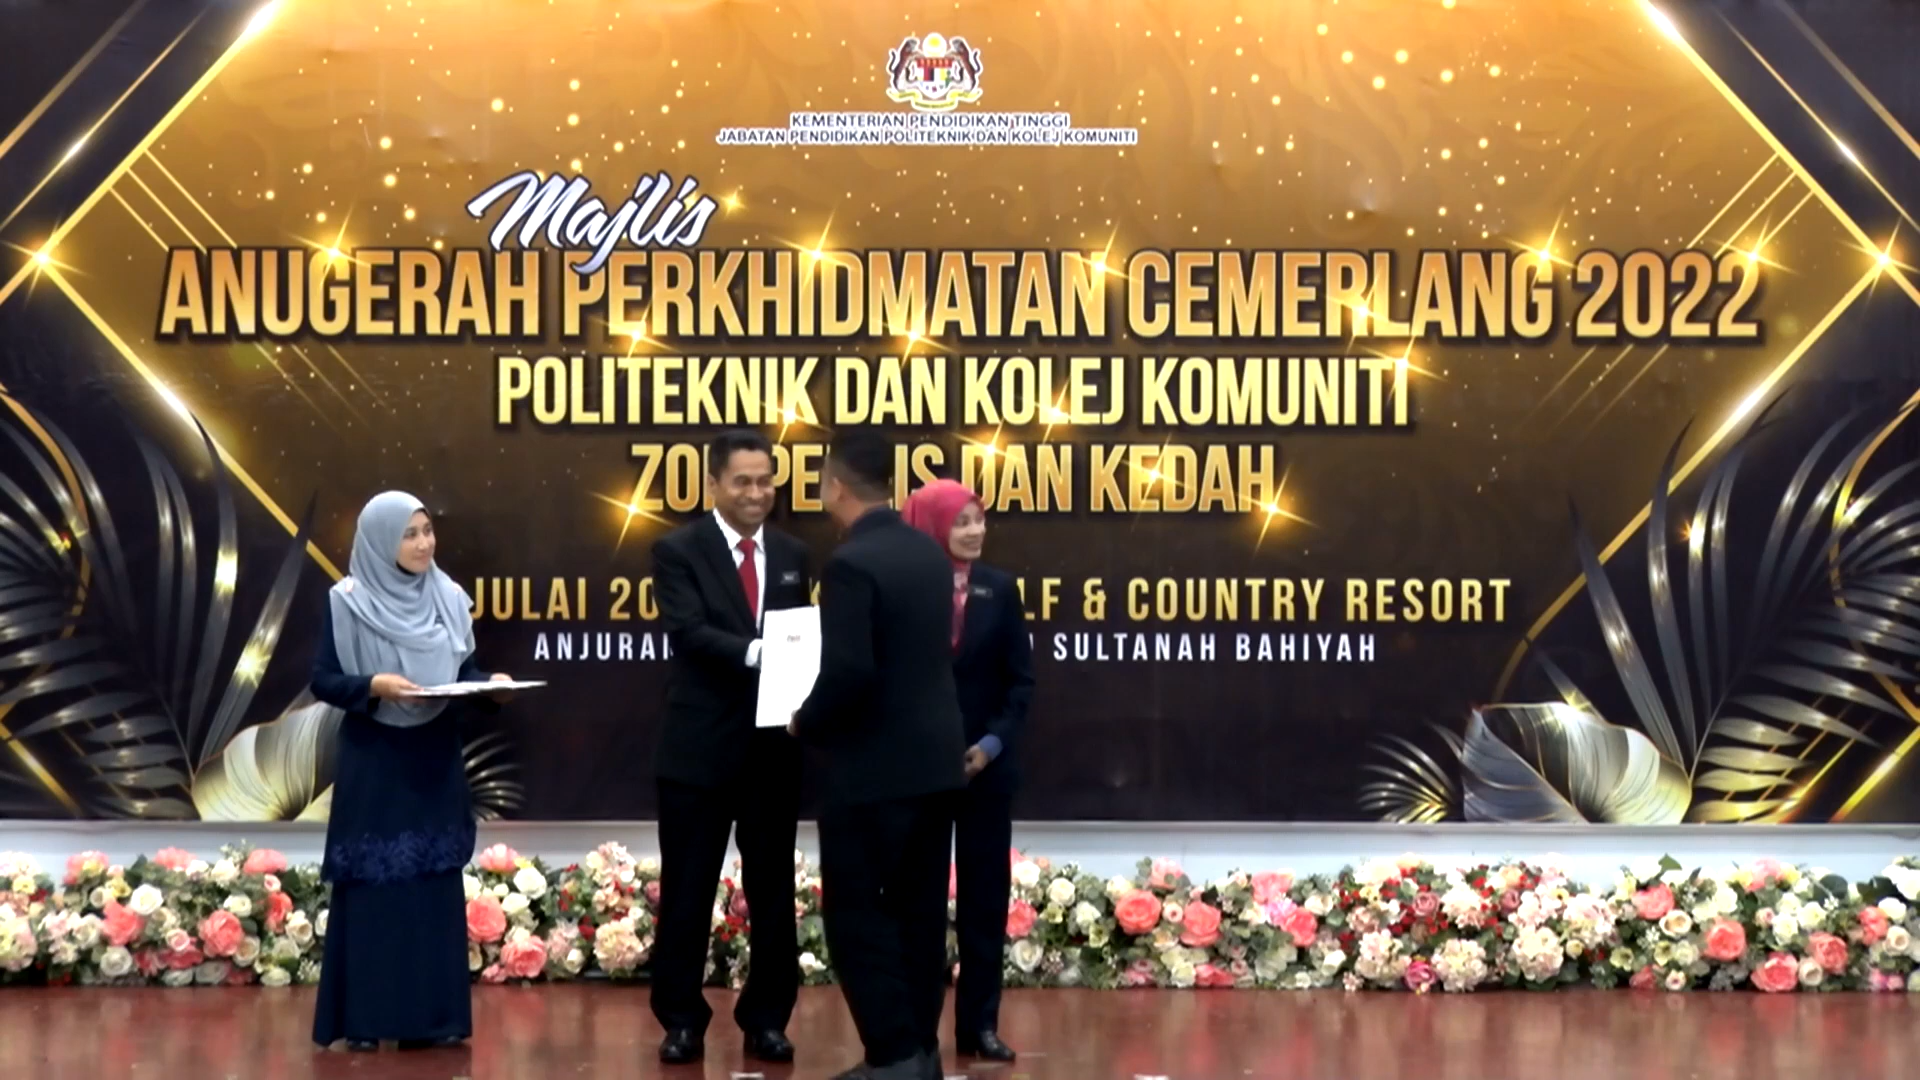 KEMENTERIAN PENDIDIKAN TINGGI
JABATAN PENDIDIKAN POLITEKNIK DAN KOLEJ KOMUNITI
Majlis
ANUGERAH PERKHIDMATAN CEMERLANG 2022
POLITEKNIK DAN KOLEJ KOMUNITI
DAN KEDAH
JULAI & COUNTRY RESORT
SULTANAH BAHIYAH